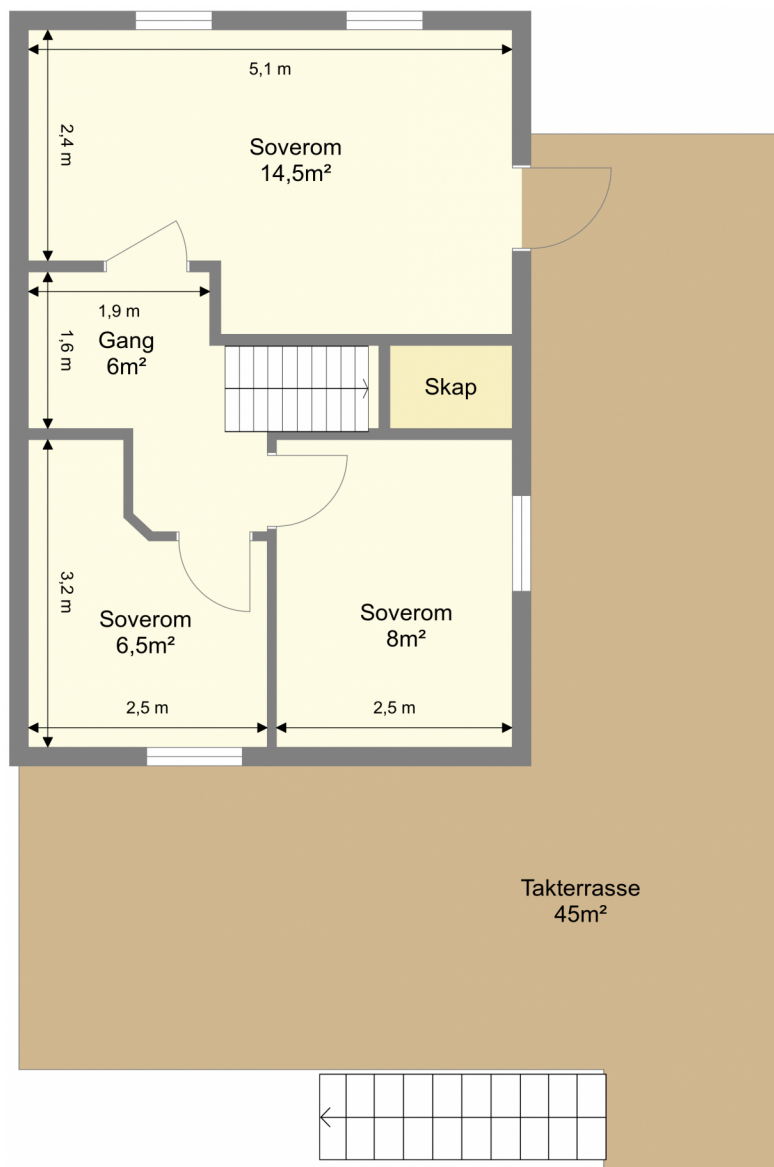 5,1 m
2,4 m
Soverom
14,5m²
1,9 m
1,6 m
Gang
6m²
Skap
3,2 m
Soverom
6,5m²
Soverom
8m²
2,5 m
2,5 m
Takterrasse
45m²